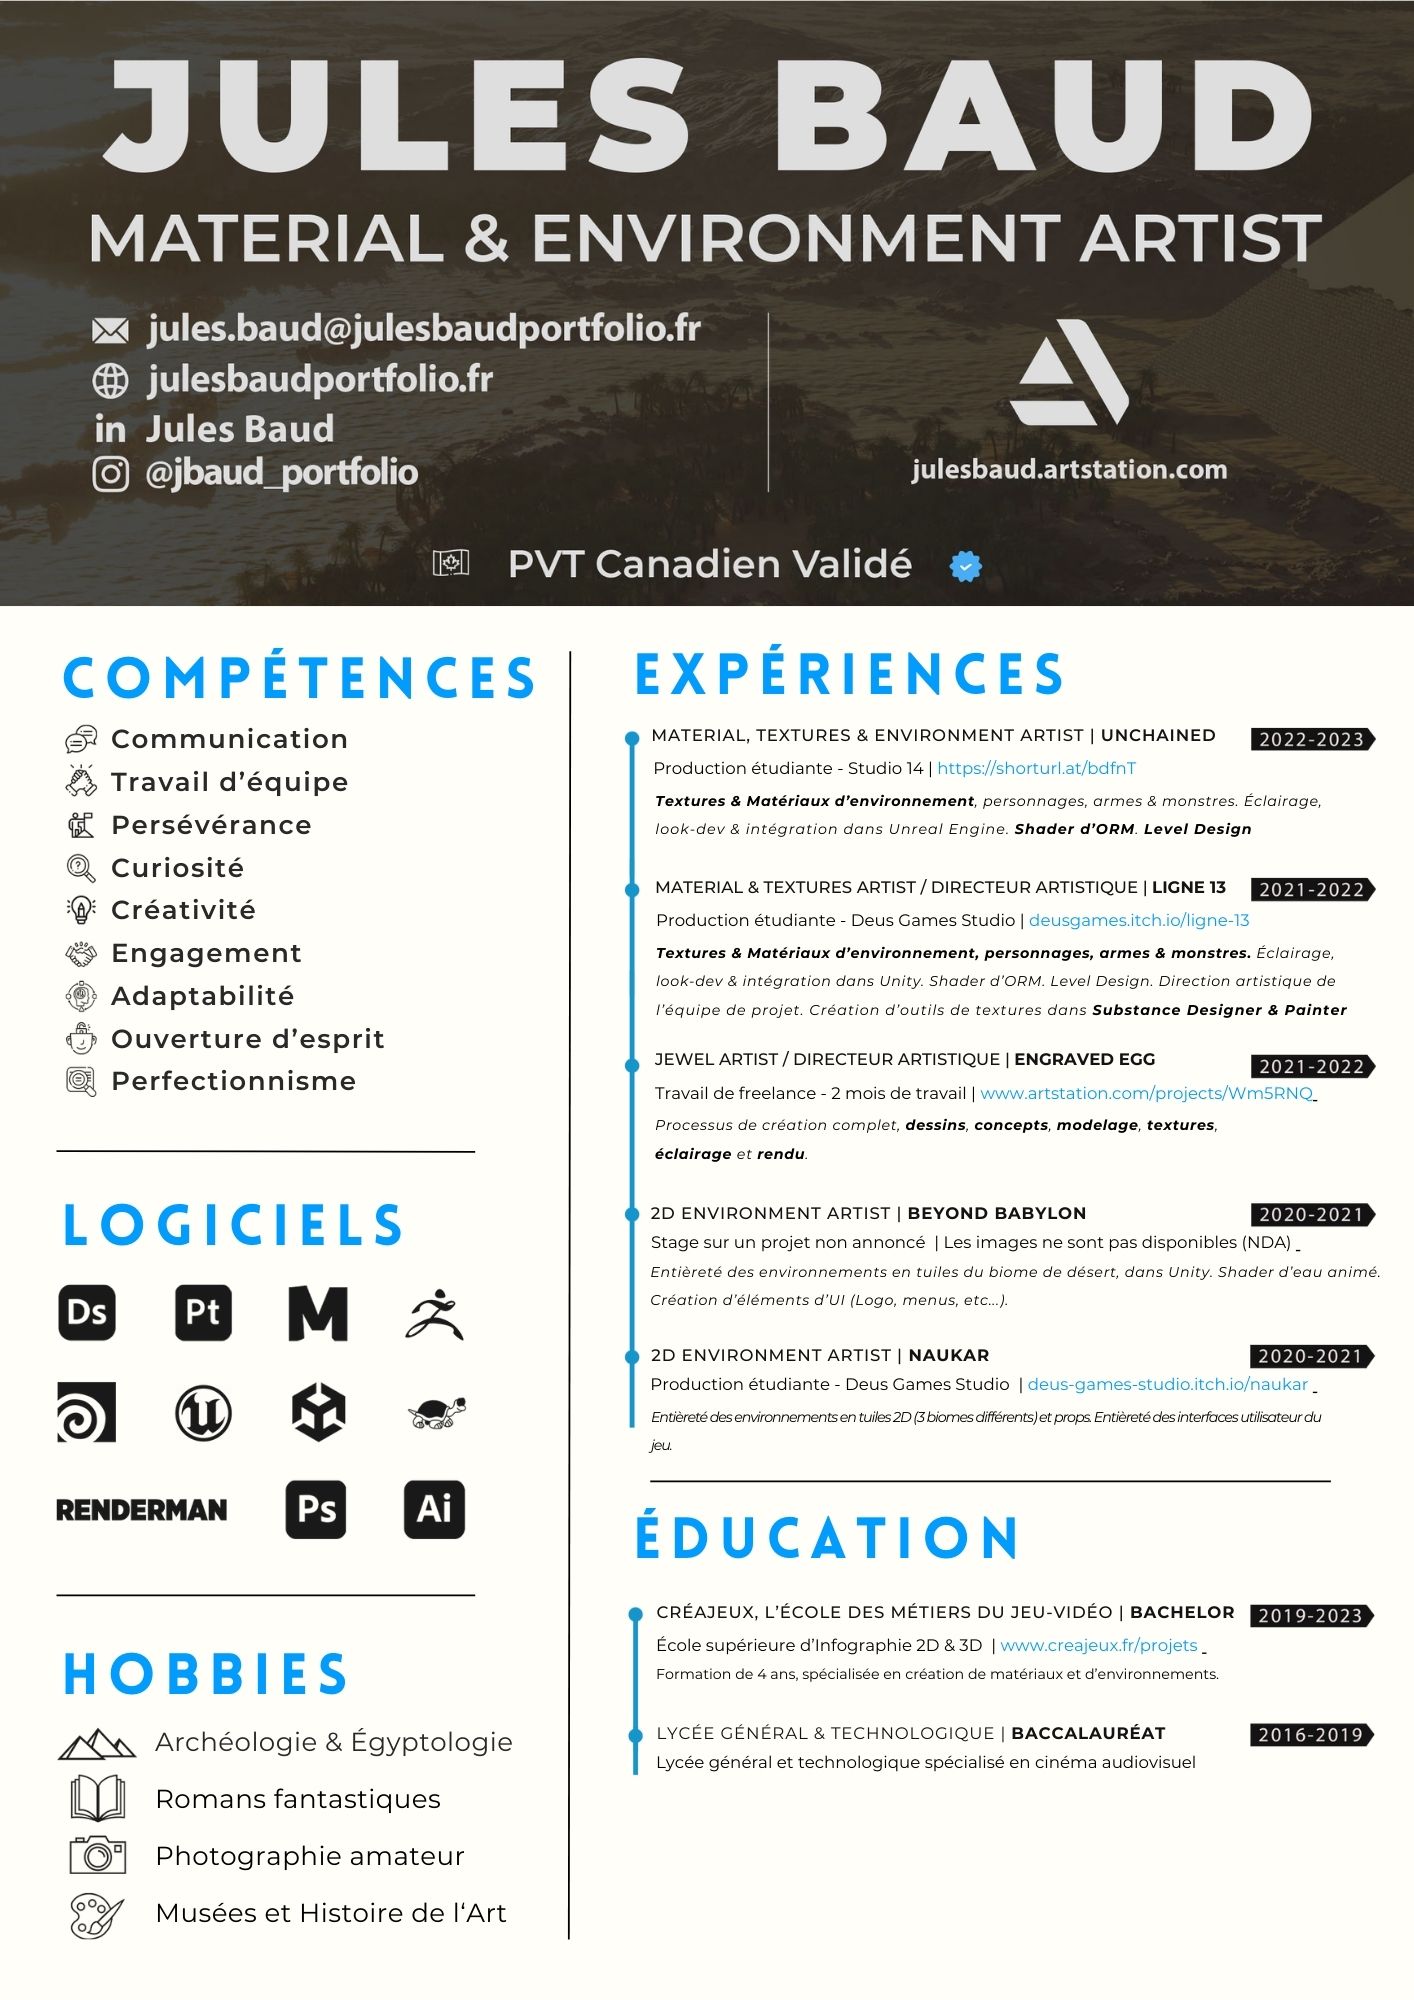 JULES BAUD
MATERIAL & ENVIRONMENT ARTIST
jules.baud@julesbaudportfolio.fr
julesbaudportfolio.fr
in Jules Baud
@jbaud_portfolio
julesbaud.artstation.com
PVT Canadien Validé
COMPÉTENCES
Communication
Travail d’équipe
Persévérance
Curiosité
Créativité
Engagement
Adaptabilité
Ouverture d’esprit
Perfectionnisme
LOGICIELS
Ds Pt M
RENDERMAN Ps Ai
HOBBIES
Archéologie & Égyptologie
Romans fantastiques
Photographie amateur
Musées et Histoire de l‘Art
EXPÉRIENCES
MATERIAL, TEXTURES & ENVIRONMENT ARTIST | UNCHAINED 2022-2023
Production étudiante - Studio 14 | https://shorturl.at/bdfnT
Textures & Matériaux d’environnement, personnages, armes & monstres. Éclairage,
look-dev & intégration dans Unreal Engine. Shader d’ORM. Level Design
MATERIAL & TEXTURES ARTIST / DIRECTEUR ARTISTIQUE | LIGNE 13 2021-2022
Production étudiante - Deus Games Studio | deusgames.itch.io/ligne-13
Textures & Matériaux d’environnement, personnages, armes & monstres. Éclairage,
look-dev & intégration dans Unity. Shader d’ORM. Level Design. Direction artistique de
l’équipe de projet. Création d’outils de textures dans Substance Designer & Painter
JEWEL ARTIST / DIRECTEUR ARTISTIQUE | ENGRAVED EGG 2021-2022
Travail de freelance - 2 mois de travail | www.artstation.com/projects/Wm5RNQ
Processus de création complet, dessins, concepts, modelage, textures,
éclairage et rendu.
2D ENVIRONMENT ARTIST | BEYOND BABYLON 2020-2021
Stage sur un projet non annoncé | Les images ne sont pas disponibles (NDA)
Entièreté des environnements en tuiles du biome de désert, dans Unity. Shader d’eau animé.
Création d’éléments d’UI (Logo, menus, etc...).
2D ENVIRONMENT ARTIST | NAUKAR 2020-2021
Production étudiante - Deus Games Studio | deus-games-studio.itch.io/naukar
Entièreté des environnements en tuiles 2D (3 biomes différents) et props. Entièreté des interfaces utilisateur du
jeu.
ÉDUCATION
CRÉAJEUX, L’ÉCOLE DES MÉTIERS DU JEU-VIDÉO | BACHELOR 2019-2023
École supérieure d’Infographie 2D & 3D | www.creajeux.fr/projets
Formation de 4 ans, spécialisée en création de matériaux et d’environnements.
LYCÉE GÉNÉRAL & TECHNOLOGIQUE | BACCALAURÉAT 2016-2019
Lycée général et technologique spécialisé en cinéma audiovisuel